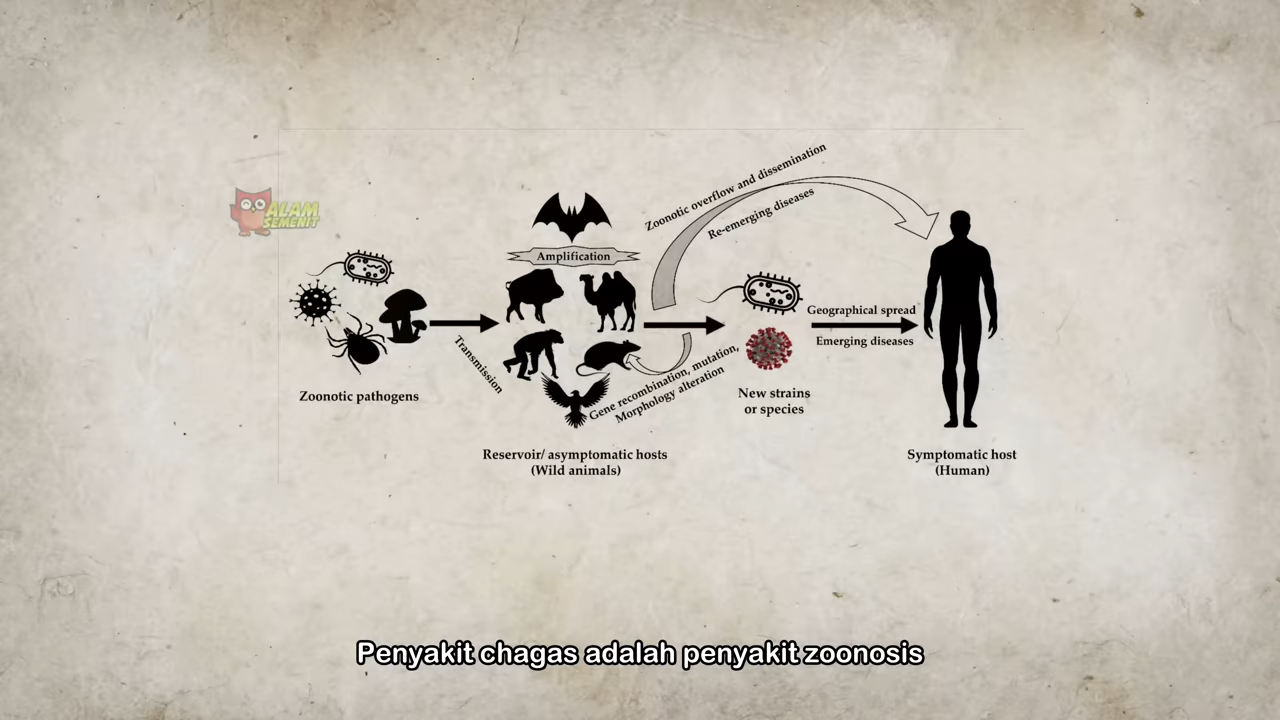 ALAM
SEMENIT
Zoonotic overflow and dissemination
Re-emerging diseases
Amplification
Geographical spread
Emerging diseases
Transmission
Gene recombination, mutation,
Morphology alteration
Zoonotic pathogens
New strains
or species
Reservoir/ asymptomatic hosts
(Wild animals)
Symptomatic host
(Human)
Penyakit chagas adalah penyakit zoonosis